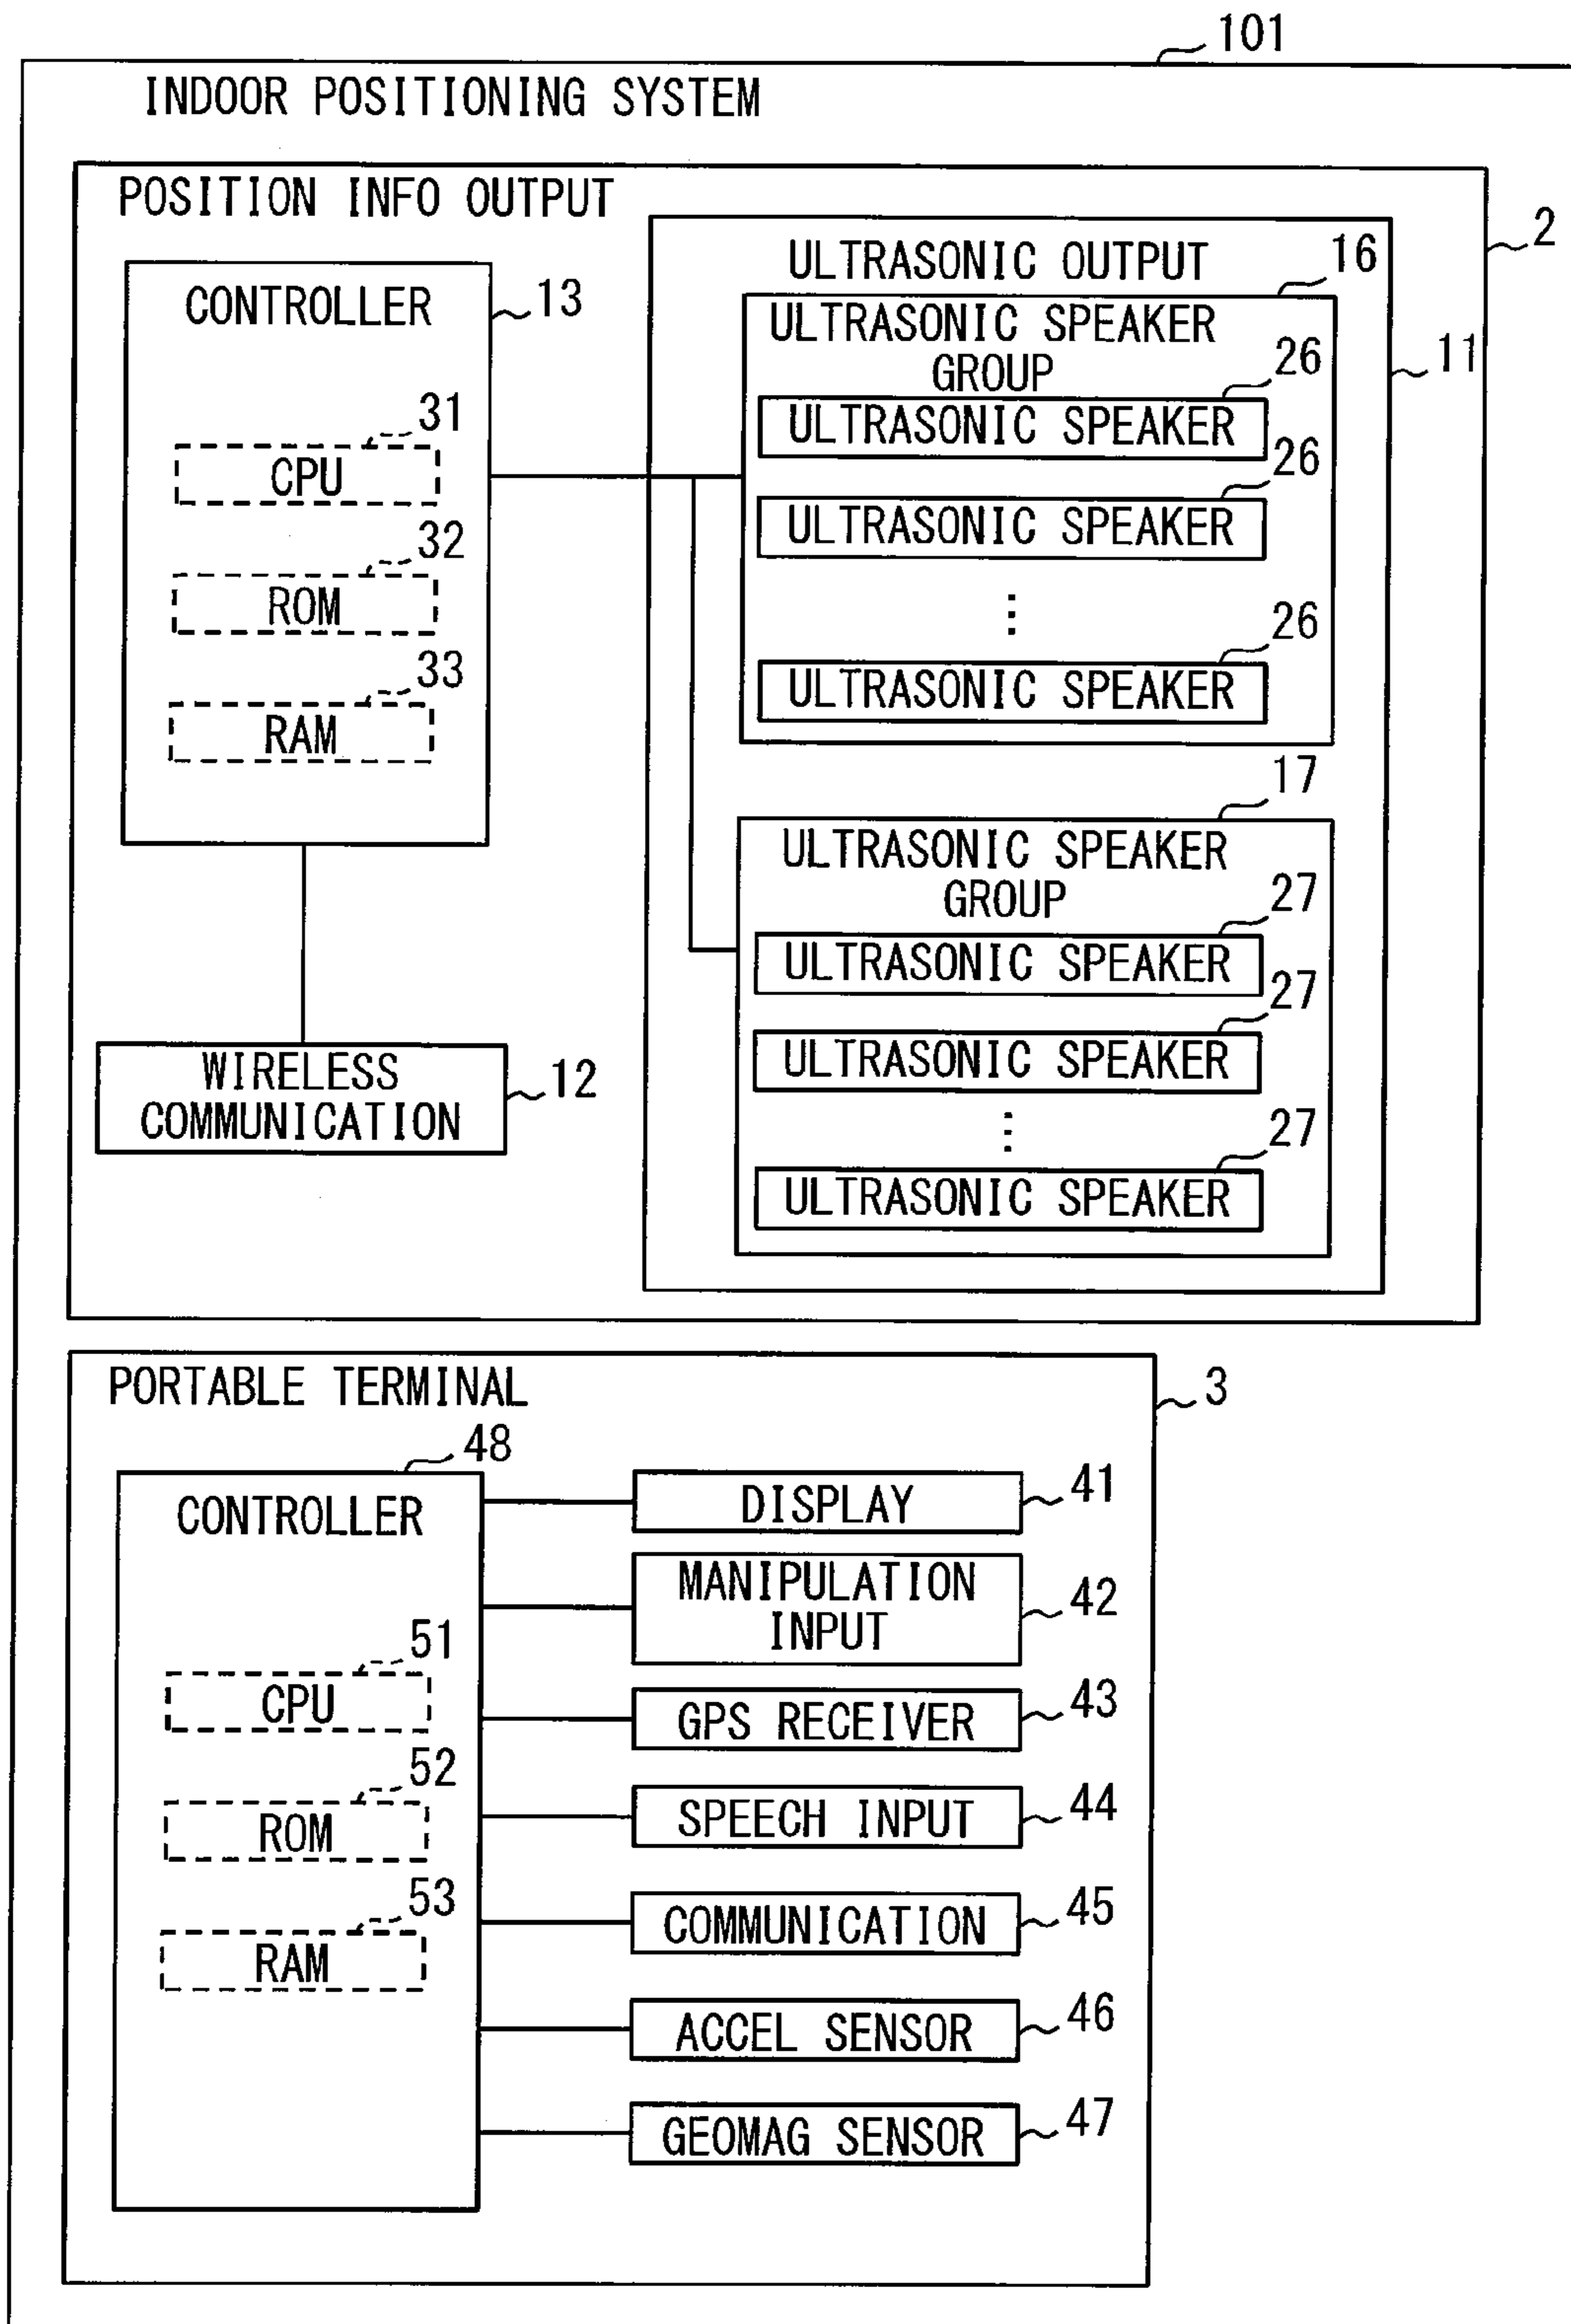 101
INDOOR POSITIONING SYSTEM
POSITION INFO OUTPUT
2
CONTROLLER
13
31
CPU
32
ROM
33
RAM
WIRELESS
COMMUNICATION
12
ULTRASONIC OUTPUT
11
16
ULTRASONIC SPEAKER
GROUP
26
ULTRASONIC SPEAKER
26
ULTRASONIC SPEAKER
26
ULTRASONIC SPEAKER
17
ULTRASONIC SPEAKER
GROUP
27
ULTRASONIC SPEAKER
27
ULTRASONIC SPEAKER
27
ULTRASONIC SPEAKER
PORTABLE TERMINAL
3
48
CONTROLLER
51
CPU
52
ROM
53
RAM
DISPLAY
41
MANIPULATION
INPUT
42
GPS RECEIVER
43
SPEECH INPUT
44
COMMUNICATION
45
ACCEL SENSOR
46
GEOMAG SENSOR
47